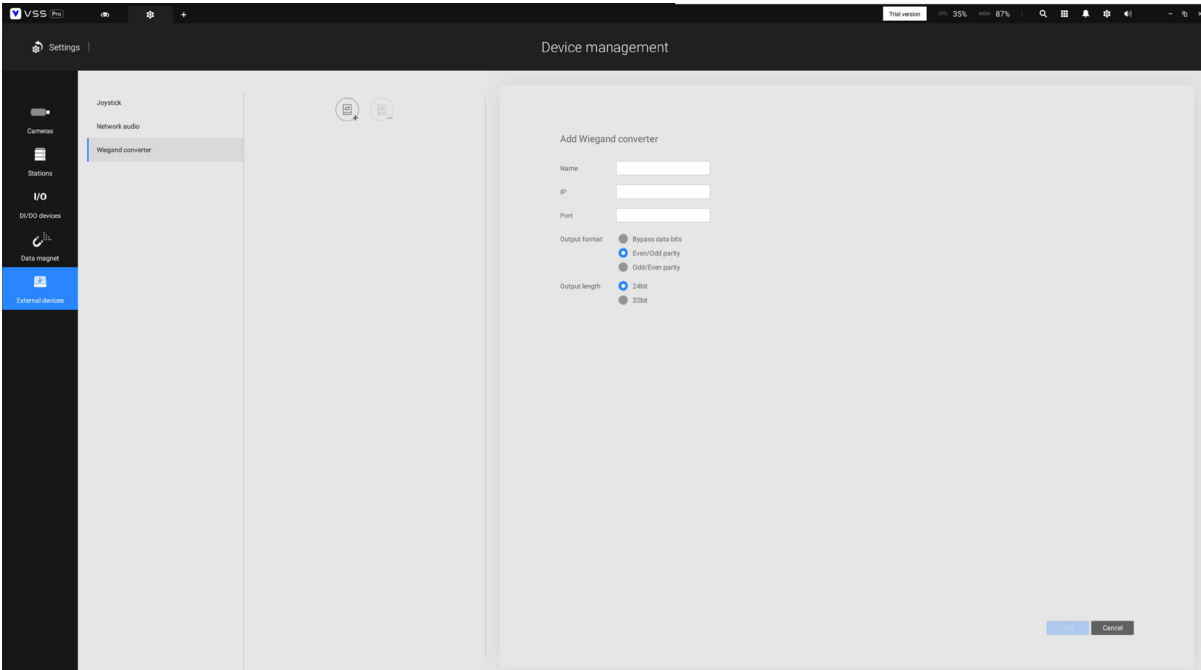 VSS Pro
+
Trial version
CPU 35%
MEM 87%
Settings
Device management
Cameras
Stations
I/O
DI/DO devices
Data magnet
External devices
Joystick
Network audio
Wiegand converter
Add Wiegand converter
Name
IP
Port
Output format
Bypass data bits
Even/Odd parity
Odd/Even parity
Output length
24bit
32bit
Add
Cancel